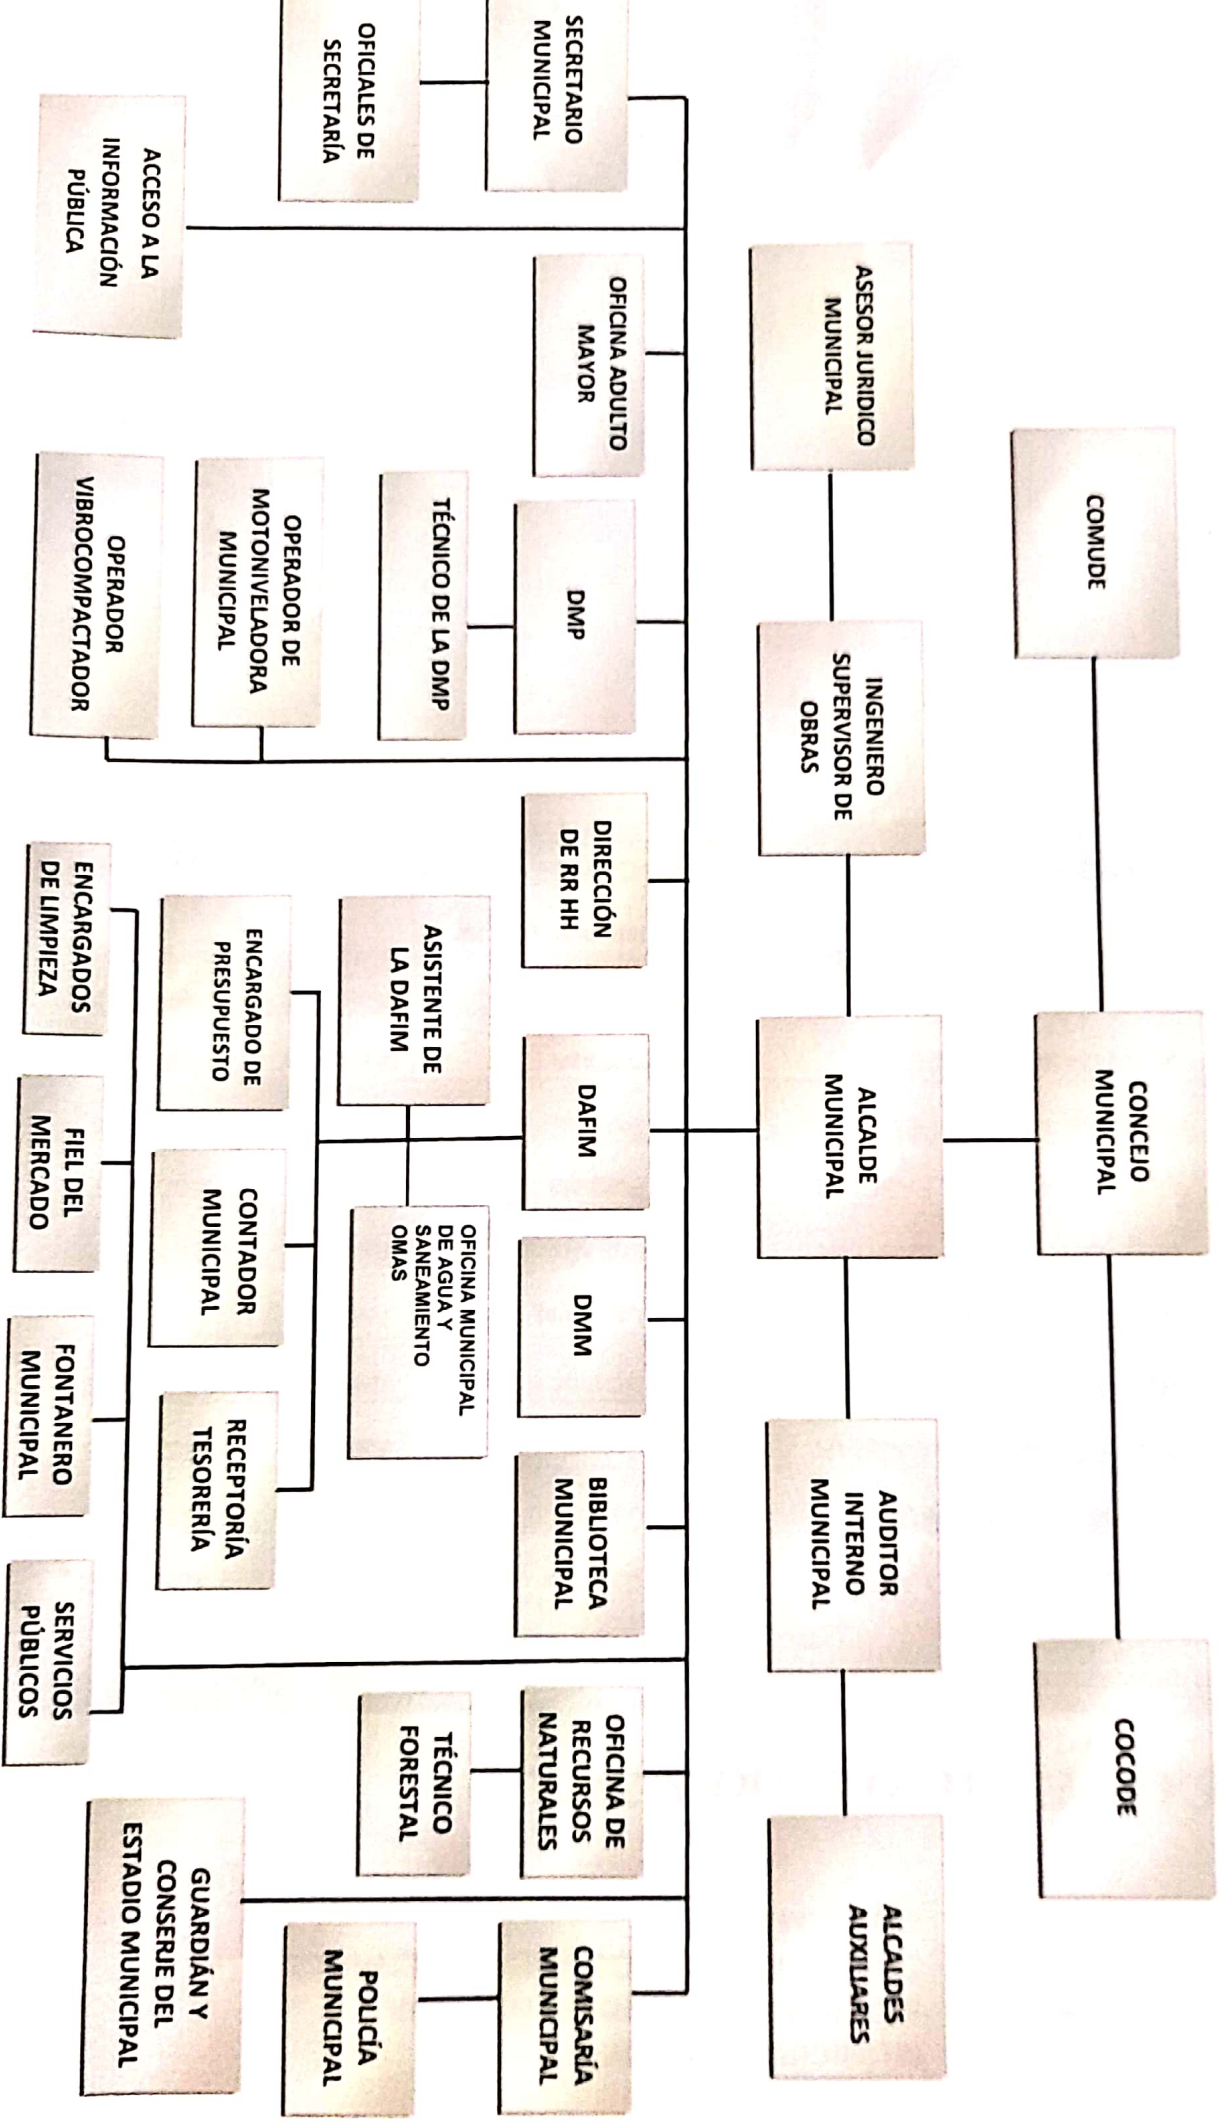 COMUDE
CONCEJO
MUNICIPAL
COCODE
ASESOR JURIDICO
MUNICIPAL
INGENIERO
SUPERVISOR DE
OBRAS
ALCALDE
MUNICIPAL
AUDITOR
INTERNO
MUNICIPAL
ALCALDES
AUXILIARES
SECRETARIO
MUNICIPAL
OFICINA ADULTO
MAYOR
DMP
DIRECCIÓN
DE RR HH
DAFIM
DMM
BIBLIOTECA
MUNICIPAL
OFICINA DE
RECURSOS
NATURALES
COMISARÍA
MUNICIPAL
OFICIALES DE
SECRETARÍA
TÉCNICO DE LA DMP
ASISTENTE DE
LA DAFIM
OFICINA MUNICIPAL
DE AGUA Y
SANEAMIENTO
OMAS
TÉCNICO
FORESTAL
POLICÍA
MUNICIPAL
ACCESO A LA
INFORMACIÓN
PÚBLICA
OPERADOR DE
MOTONIVELADORA
MUNICIPAL
ENCARGADO DE
PRESUPUESTO
CONTADOR
MUNICIPAL
RECEPTORÍA
TESORERÍA
GUARDIÁN Y
CONSERJE DEL
ESTADIO MUNICIPAL
OPERADOR
VIBROCOMPACTADOR
ENCARGADOS
DE LIMPIEZA
FIEL DEL
MERCADO
FONTANERO
MUNICIPAL
SERVICIOS
PÚBLICOS